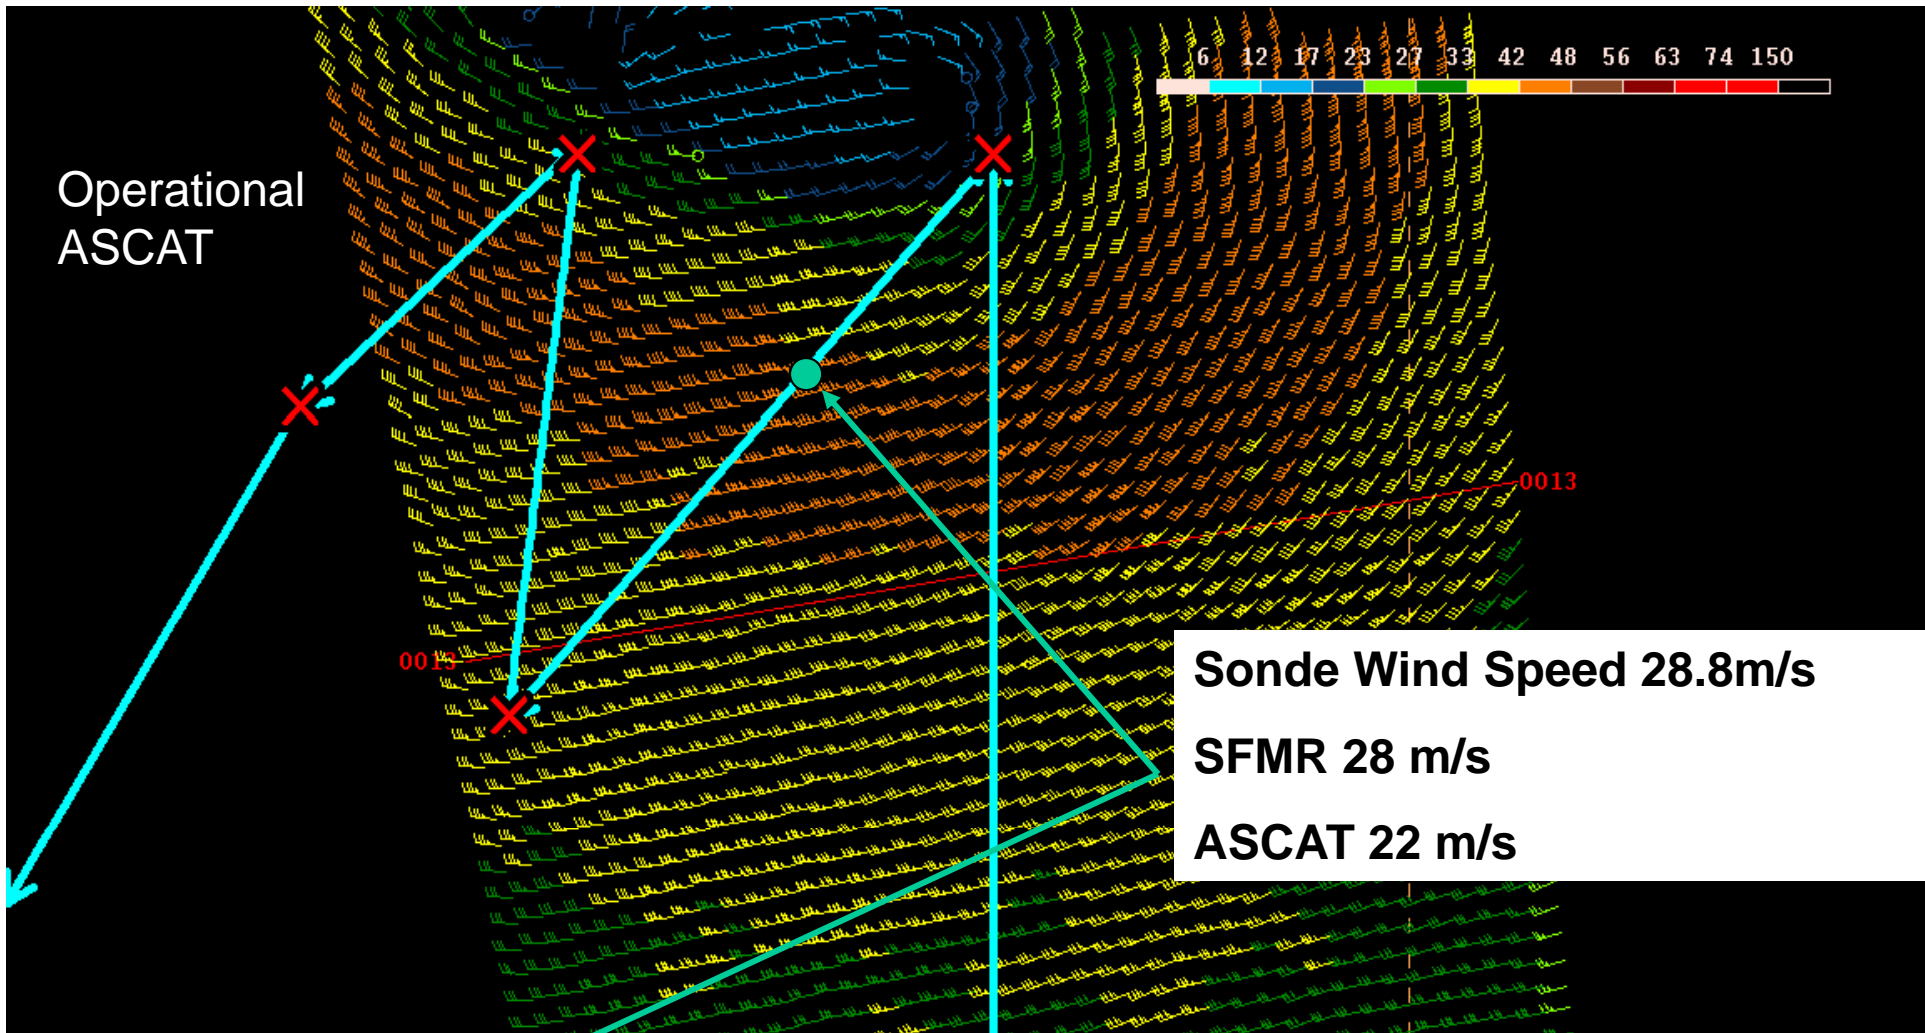 6 12 17 23 27 33 42 48 56 63 74 150
Operational
ASCAT
0013
0013
Sonde Wind Speed 28.8m/s
SFMR 28 m/s
ASCAT 22 m/s